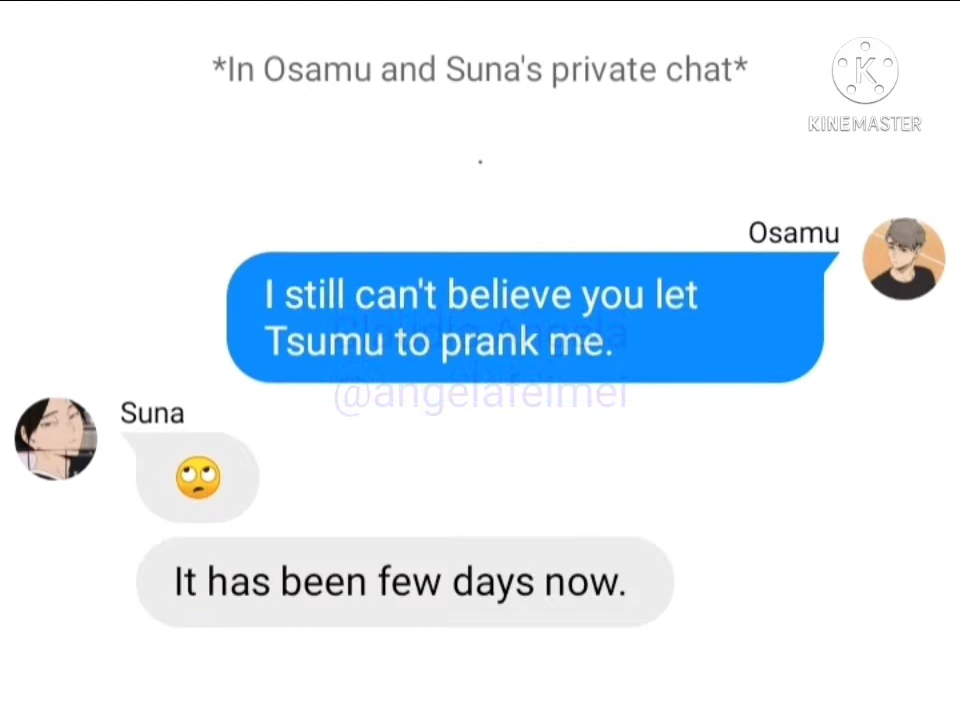 *In Osamu and Suna's private chat*
K
KINEMASTER
.
Osamu
I still can't believe you let
Tsumu to prank me.
@angelafeimei
Suna
🙄
It has been few days now.